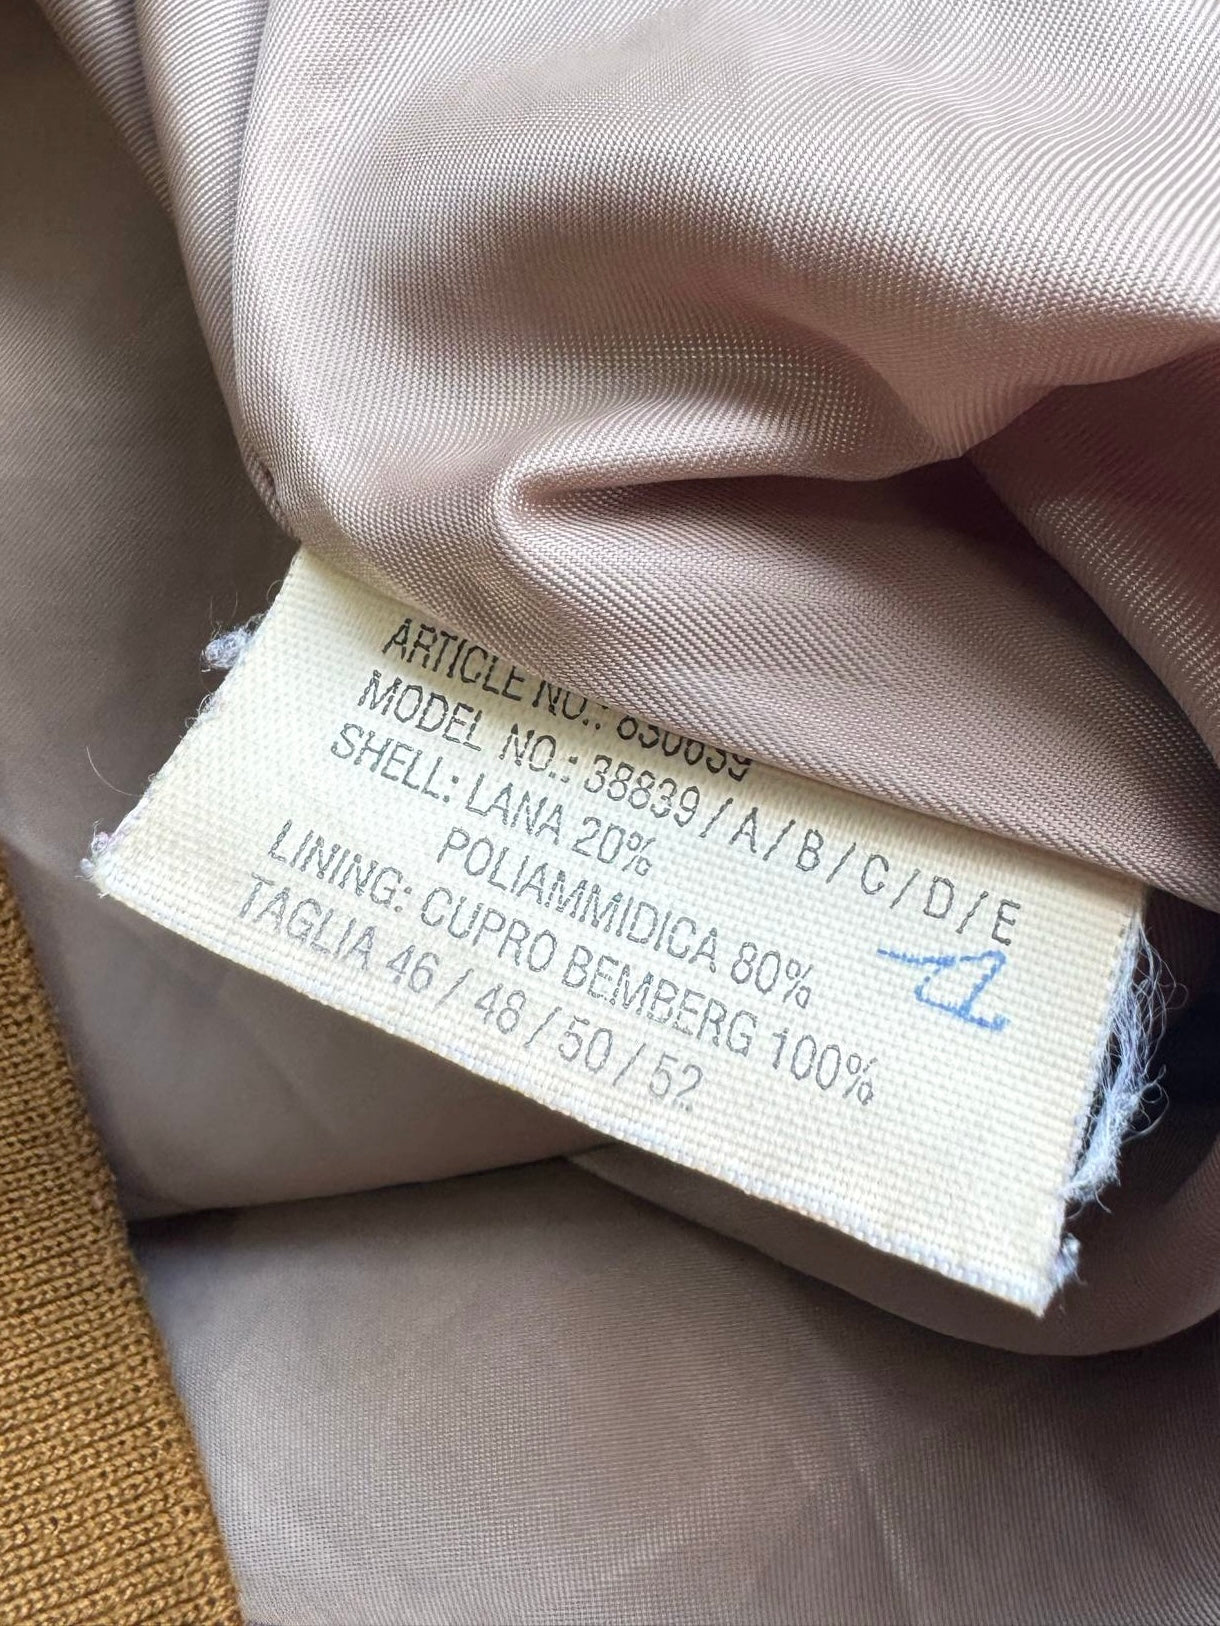 ARTICLE NO.: 830639
MODEL NO.: 38839 / A / B / C / D / E
SHELL: LANA 20%
POLIAMMIDICA 80%
LINING: CUPRO BEMBERG 100%
TAGLIA 46 / 48 / 50 / 52